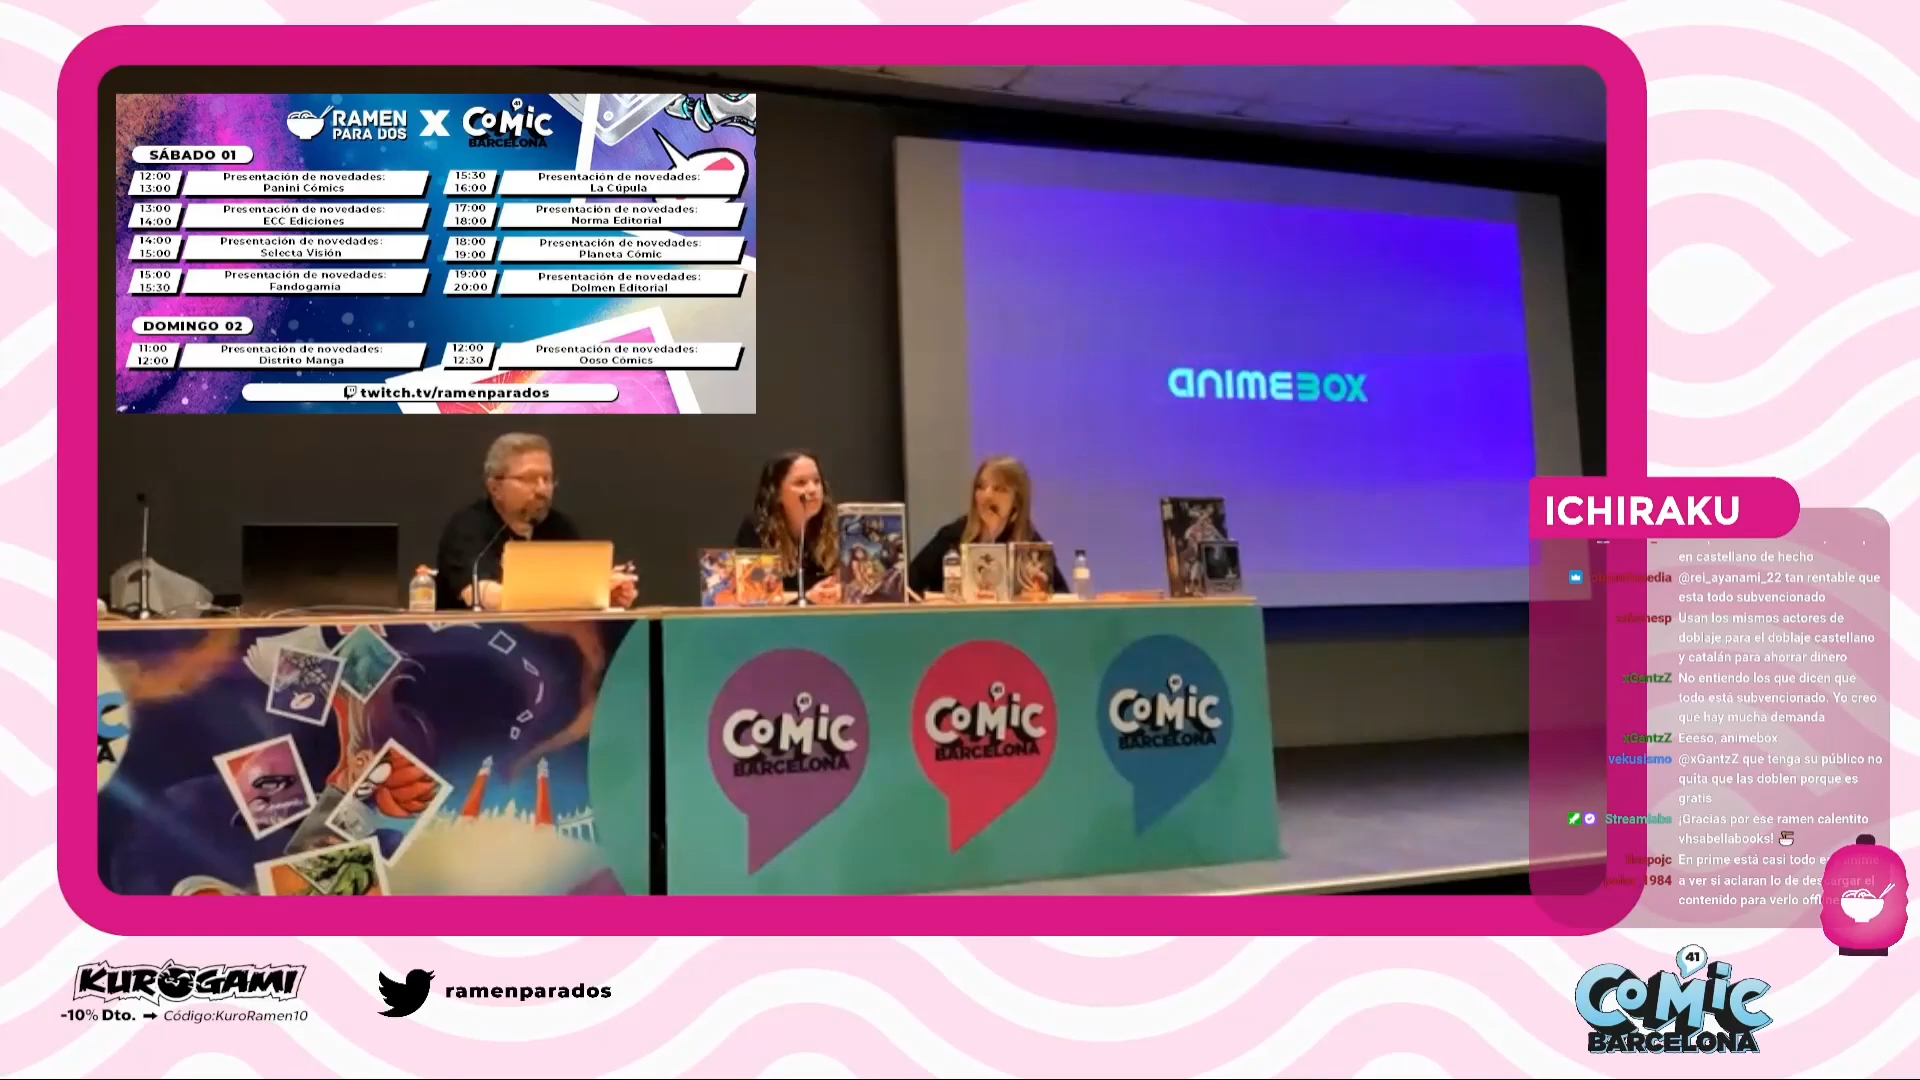 RAMEN
PARA DOS
X
41
COMIC
BARCELONA
SÁBADO 01
12:00
13:00
Presentación de novedades:
Panini Cómics
13:00
14:00
Presentación de novedades:
ECC Ediciones
14:00
15:00
Presentación de novedades:
Selecta Visión
15:00
15:30
Presentación de novedades:
Fandogamia
15:30
16:00
Presentación de novedades:
La Cúpula
17:00
18:00
Presentación de novedades:
Norma Editorial
18:00
19:00
Presentación de novedades:
Planeta Cómic
19:00
20:00
Presentación de novedades:
Dolmen Editorial
DOMINGO 02
11:00
12:00
Presentación de novedades:
Distrito Manga
12:00
12:30
Presentación de novedades:
Ooso Cómics
twitch.tv/ramenparados
ANIMEBOX
41
COMIC
BARCELONA
41
COMIC
BARCELONA
41
COMIC
BARCELONA
ICHIRAKU
en castellano de hecho
@rei_ayanami_22 tan rentable que
esta todo subvencionado
Usan los mismos actores de
doblaje para el doblaje castellano
y catalán para ahorrar dinero
xGantzZ No entiendo los que dicen que
todo está subvencionado. Yo creo
que hay mucha demanda
xGantzZ Eeeso, animebox
vekusismo @xGantzZ que tenga su público no
quita que las doblen porque es
gratis
Streamlabs ¡Gracias por ese ramen calentito
vhsabellabooks!
En prime está casi todo el anime
a ver si aclaran lo de descargar el
contenido para verlo offline
KUROGAMI
-10% Dto. ➞ Código:KuroRamen10
ramenparados
41
COMIC
BARCELONA